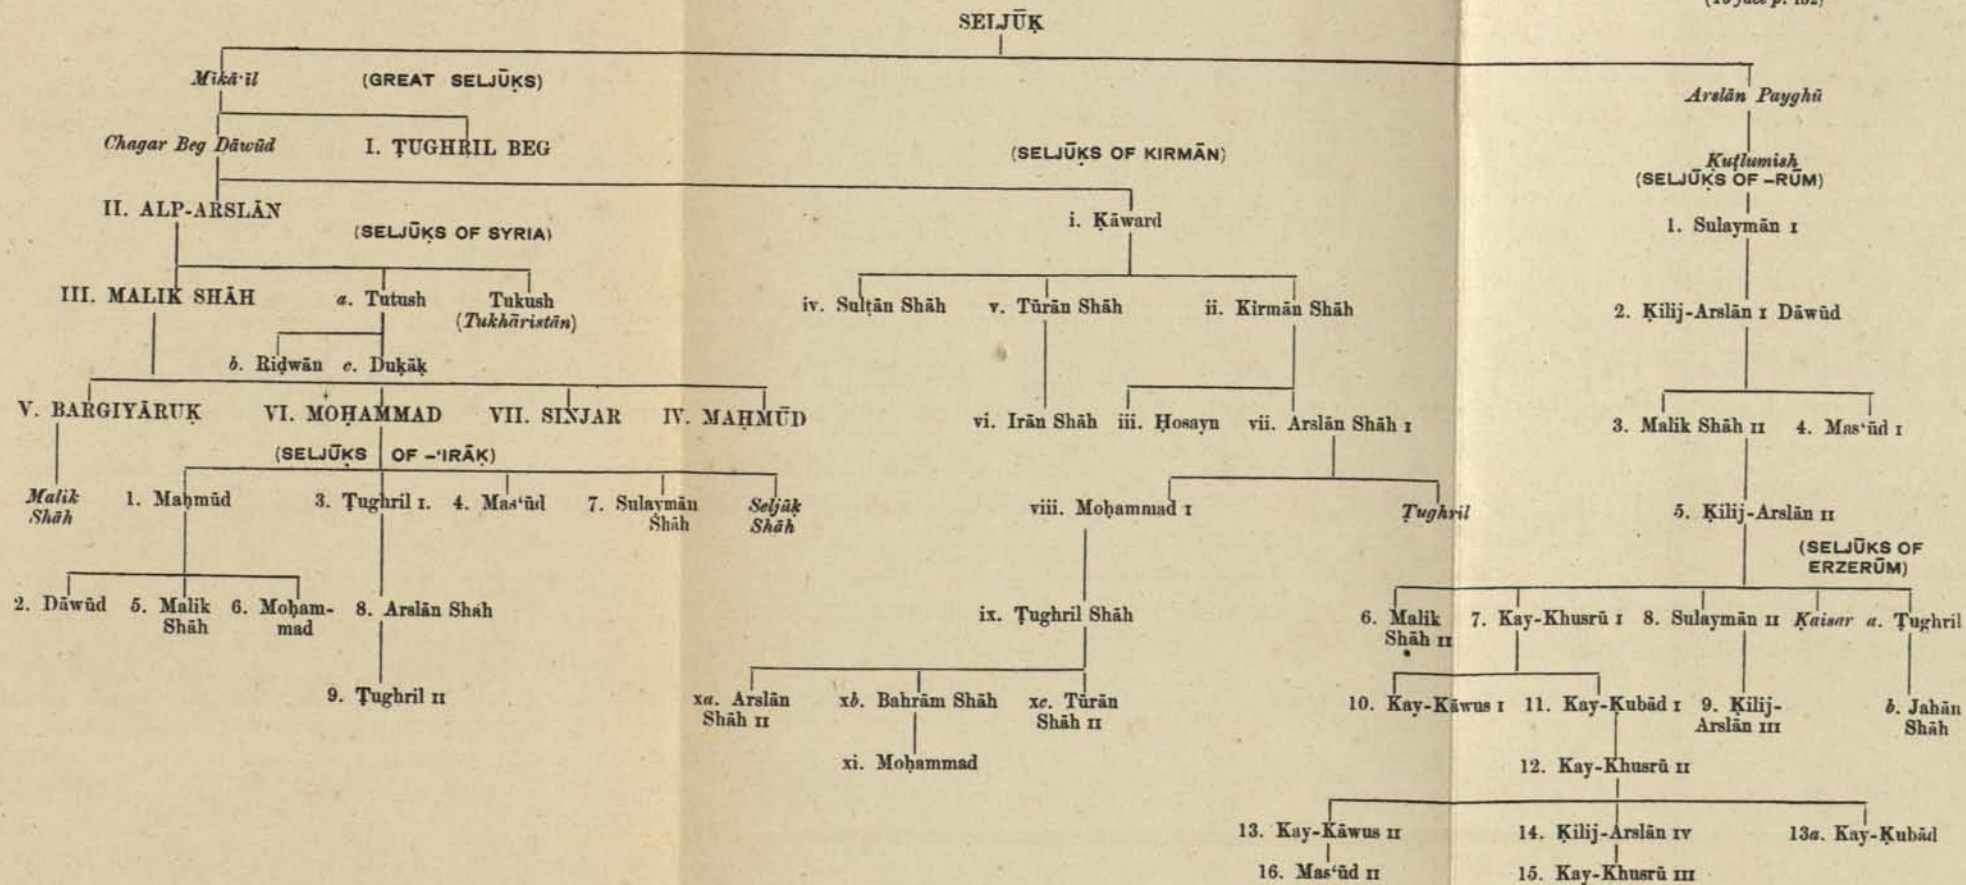 (To face p. 152)
SELJŪḲ
Mikā·il (GREAT SELJŪḲS) Arslān Payghū
Chagar Beg Dāwūd I. ṬUGHRIL BEG (SELJŪḲS OF KIRMĀN) Ḳuṭlumish
(SELJŪḲS OF –RŪM)
II. ALP-ARSLĀN i. Ḳāward 1. Sulaymān I
(SELJŪḲS OF SYRIA)
III. MALIK SHĀH a. Tutush Tukush iv. Sulṭān Shāh v. Tūrān Shāh ii. Kirmān Shāh 2. Ḳilij-Arslān I Dāwūd
(Tukhāristān)
b. Riḍwān c. Duḳāḳ
V. BARGIYĀRUḲ VI. MOḤAMMAD VII. SINJAR IV. MAḤMŪD vi. Irān Shāh iii. Ḥosayn vii. Arslān Shāh I 3. Malik Shāh II 4. Mas‘ūd I
(SELJŪḲS OF –‘IRĀḲ)
Malik 1. Maḥmūd 3. Ṭughril I. 4. Mas‘ūd 7. Sulaymān Seljūḳ viii. Moḥammad I Ṭughril 5. Ḳilij-Arslān II
Shāh Shāh Shāh
(SELJŪḲS OF
ERZERŪM)
2. Dāwūd 5. Malik 6. Moḥam- 8. Arslān Shāh ix. Ṭughril Shāh 6. Malik 7. Kay-Khusrū I 8. Sulaymān II Ḳaisar a. Ṭughril
Shāh mad Shāh II
9. Ṭughril II xa. Arslān xb. Bahrām Shāh xc. Tūrān 10. Kay-Kāwus I 11. Kay-Ḳubād I 9. Ḳilij- b. Jahān
Shāh II Shāh II Arslān III Shāh
xi. Moḥammad 12. Kay-Khusrū II
13. Kay-Kāwus II 14. Ḳilij-Arslān IV 13a. Kay-Ḳubād
16. Mas‘ūd II 15. Kay-Khusrū III